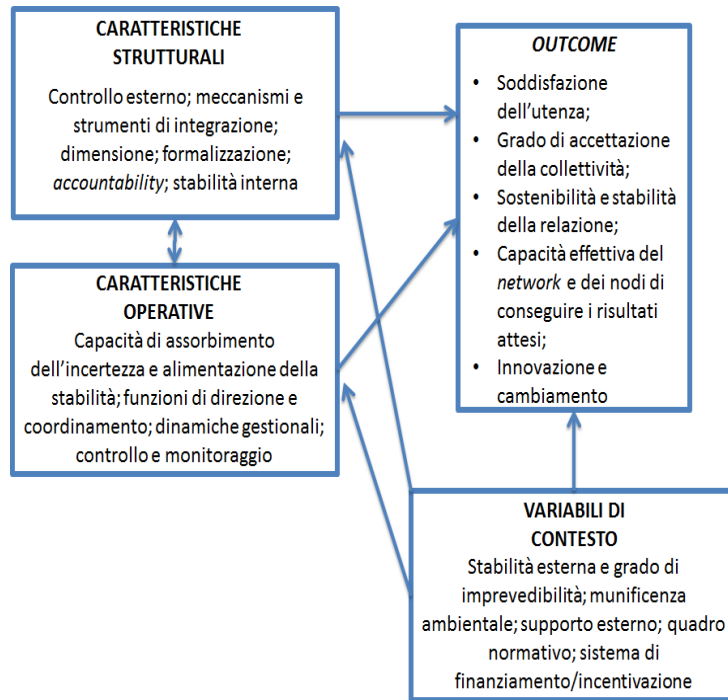 CARATTERISTICHE
STRUTTURALI
Controllo esterno; meccanismi e
strumenti di integrazione;
dimensione; formalizzazione;
accountability; stabilità interna
CARATTERISTICHE
OPERATIVE
Capacità di assorbimento
dell'incertezza e alimentazione della
stabilità; funzioni di direzione e
coordinamento; dinamiche gestionali;
controllo e monitoraggio
OUTCOME
• Soddisfazione
dell'utenza;
• Grado di accettazione
della collettività;
• Sostenibilità e stabilità
della relazione;
• Capacità effettiva del
network e dei nodi di
conseguire i risultati
attesi;
• Innovazione e
cambiamento
VARIABILI DI
CONTESTO
Stabilità esterna e grado di
imprevedibilità; munificenza
ambientale; supporto esterno; quadro
normativo; sistema di
finanziamento/incentivazione